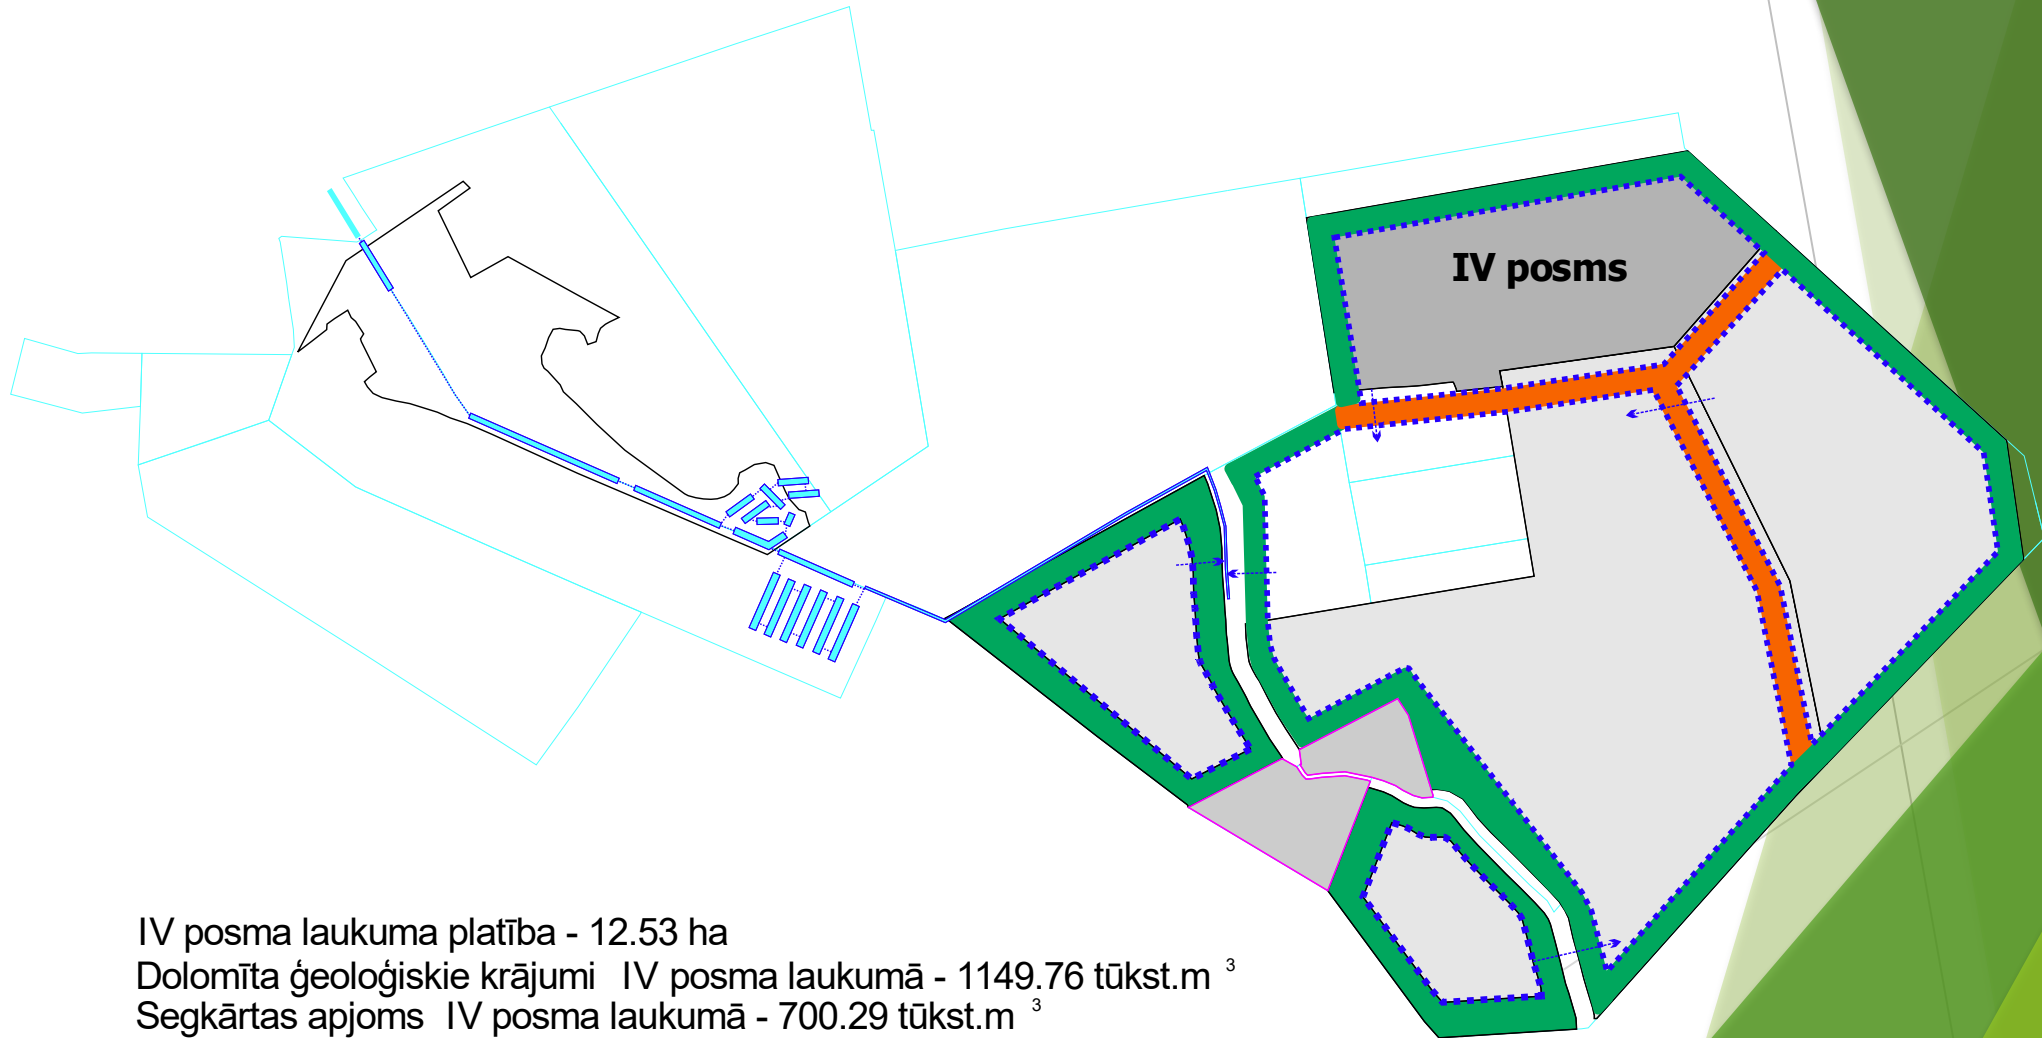 IV posms
IV posma laukuma platība - 12.53 ha
Dolomīta ģeoloģiskie krājumi IV posma laukumā - 1149.76 tūkst.m ³
Segkārtas apjoms IV posma laukumā - 700.29 tūkst.m ³